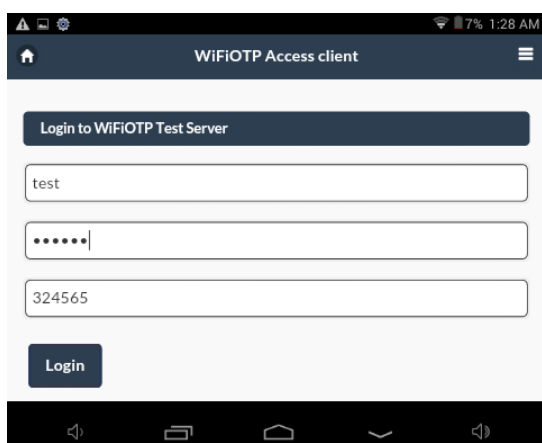 7% 1:28 AM
WiFiOTP Access client
Login to WiFiOTP Test Server
test
••••••
324565
Login